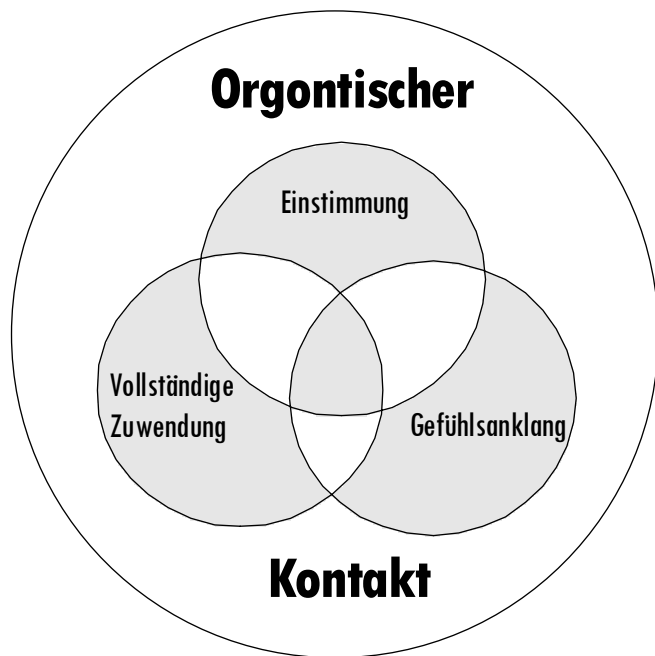 Orgontischer
Einstimmung
Vollständige
Zuwendung
Gefühlsanklang
Kontakt